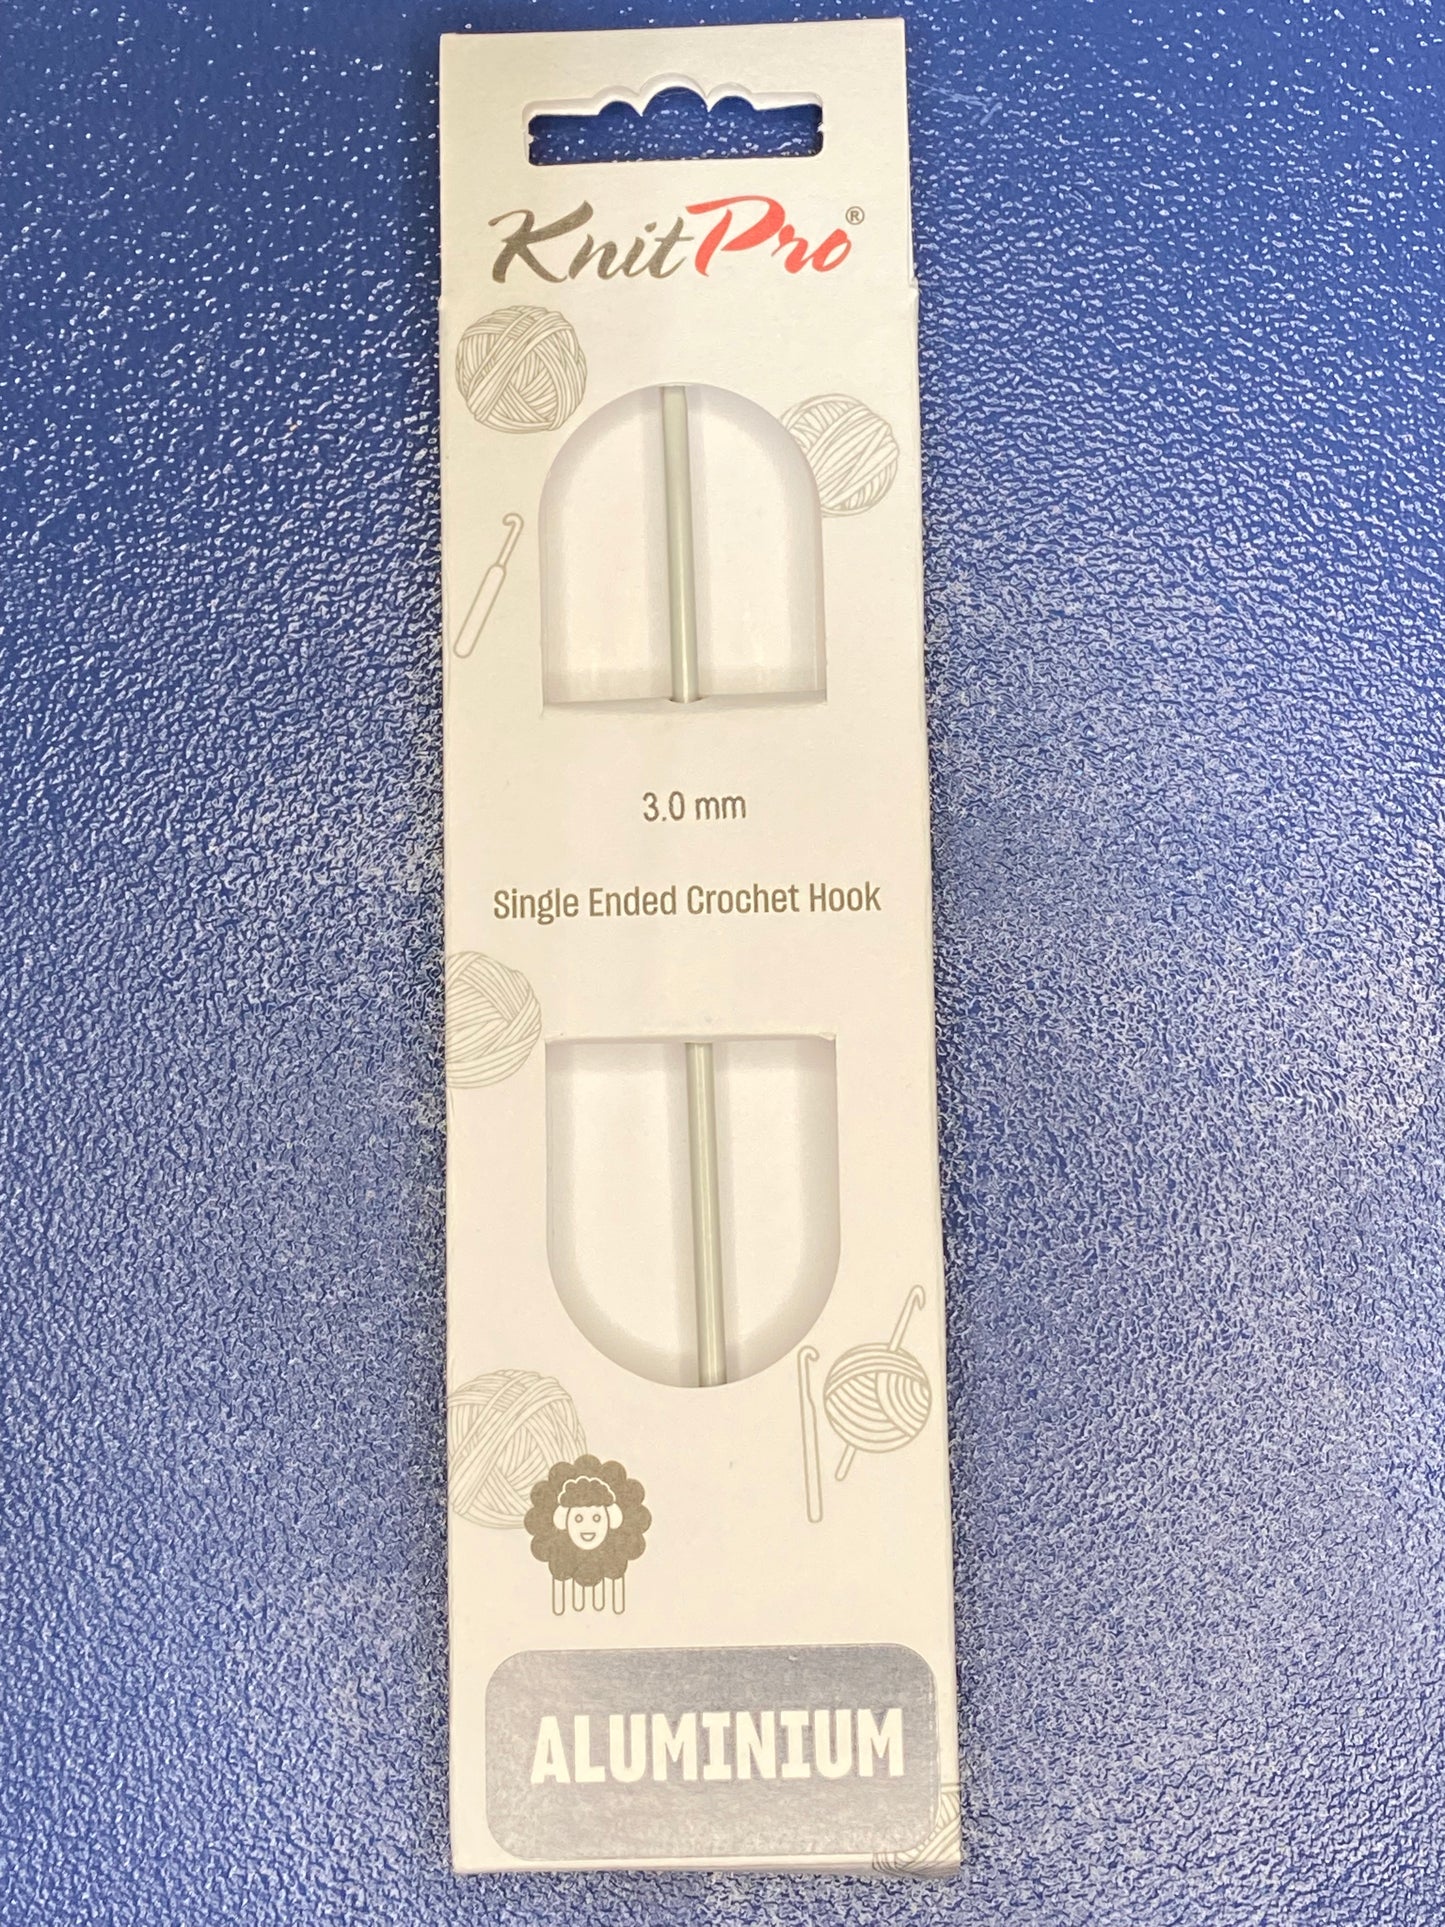 KnitPro®
3.0 mm
Single Ended Crochet Hook
ALUMINIUM